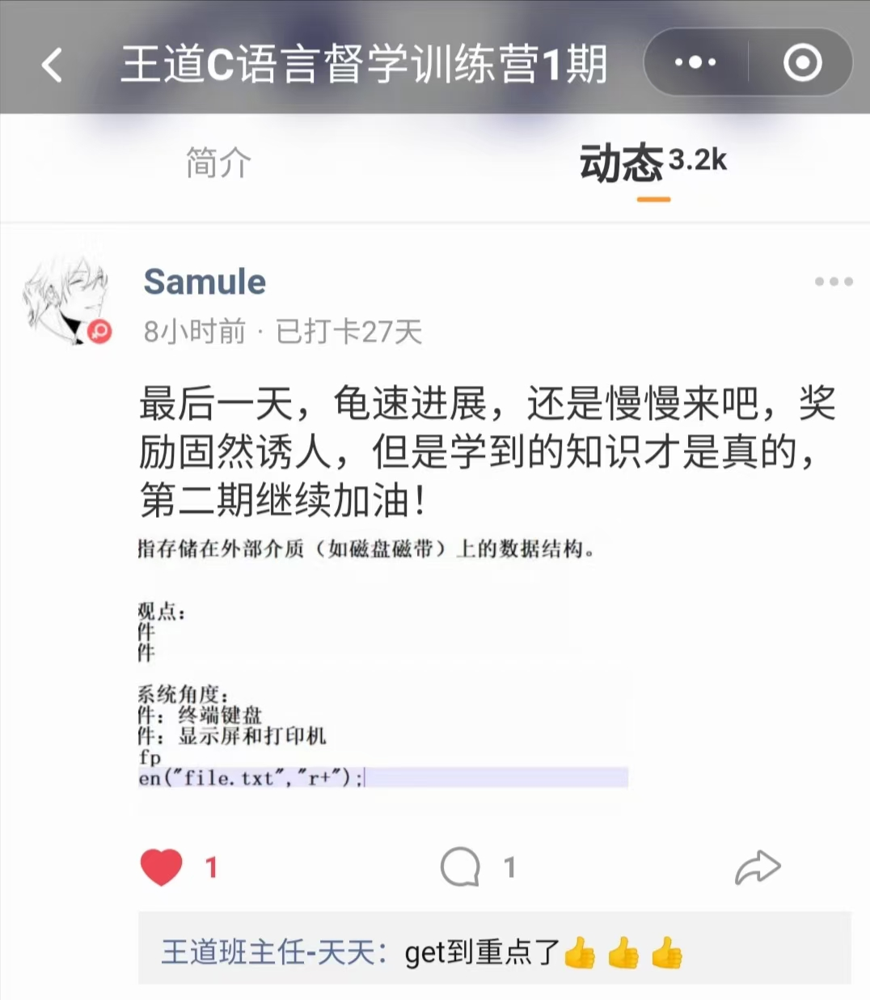 王道C语言督学训练营1期
简介
动态3.2k
Samule
8小时前 · 已打卡27天
最后一天，龟速进展，还是慢慢来吧，奖
励固然诱人，但是学到的知识才是真的，
第二期继续加油！
指存储在外部介质（如磁盘磁带）上的数据结构。
观点：
件
件
系统角度：
件：终端键盘
件：显示屏和打印机
fp
en("file.txt","r+");
1
1
王道班主任-天天：get到重点了👍👍👍